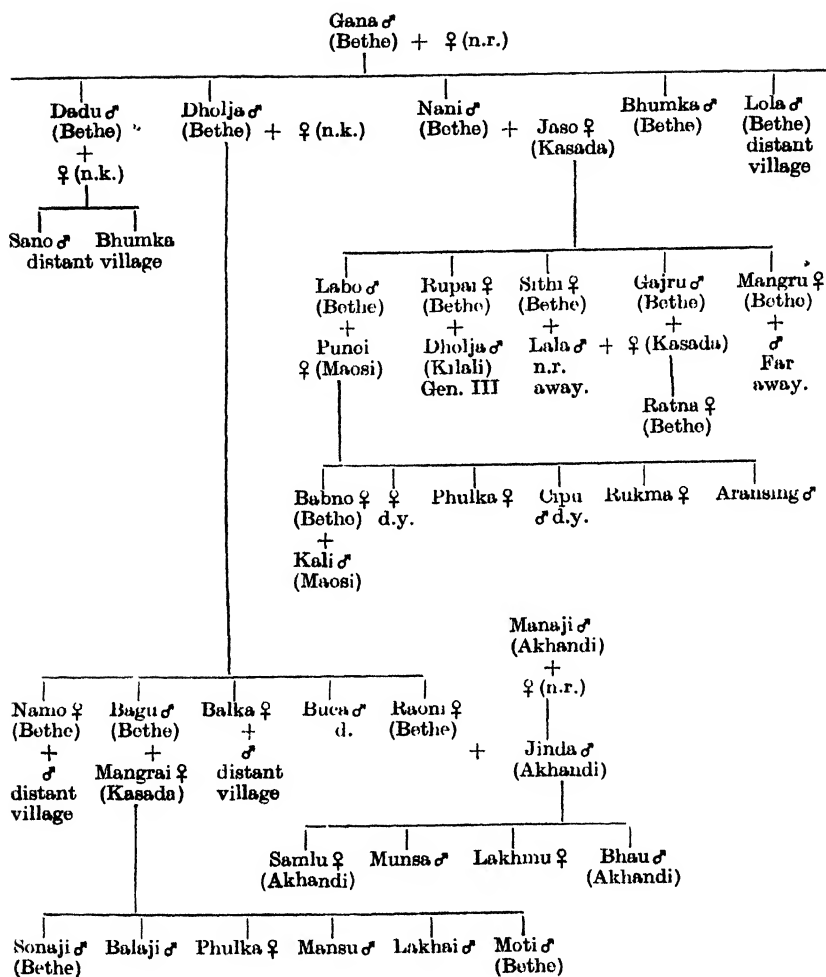 Gana ♂
(Bethe) + ♀ (n.r.)
Dadu ♂ Dholja ♂ Nani ♂ Bhumka ♂ Lola ♂
(Bethe) (Bethe) + ♀ (n.k.) (Bethe) + Jaso ♀ (Bethe) (Bethe)
+ (Kasada) distant
♀ (n.k.) village
Sano ♂ Bhumka
distant village
Labo ♂ Rupai ♀ Sithi ♀ Gajru ♂ Mangru ♀
(Bethe) (Bethe) (Bethe) (Bethe) (Bethe)
+ + + + +
Punoi Dholja ♂ Lala ♂ + ♀ (Kasada) ♂
♀ (Maosi) (Kilali) n.r. Far
Gen. III away. away.
Ratna ♀
(Bethe)
Babno ♀ ♀ Phulka ♀ Cipu Rukma ♀ Aransing ♂
(Bethe) d.y. ♂ d.y.
+
Kali ♂
(Maosi)
Manaji ♂
(Akhandi)
+
♀ (n.r.)
Namo ♀ Bagu ♂ Balka ♀ Buca ♂ Raoni ♀
(Bethe) (Bethe) + d. (Bethe)
+ + ♂ + Jinda ♂
♂ Mangrai ♀ distant (Akhandi)
distant (Kasada) village
village
Samlu ♀ Munsa ♂ Lakhmu ♀ Bhau ♂
(Akhandi) (Akhandi)
Sonaji ♂ Balaji ♂ Phulka ♀ Mansu ♂ Lakhai ♂ Moti ♂
(Bethe) (Bethe)